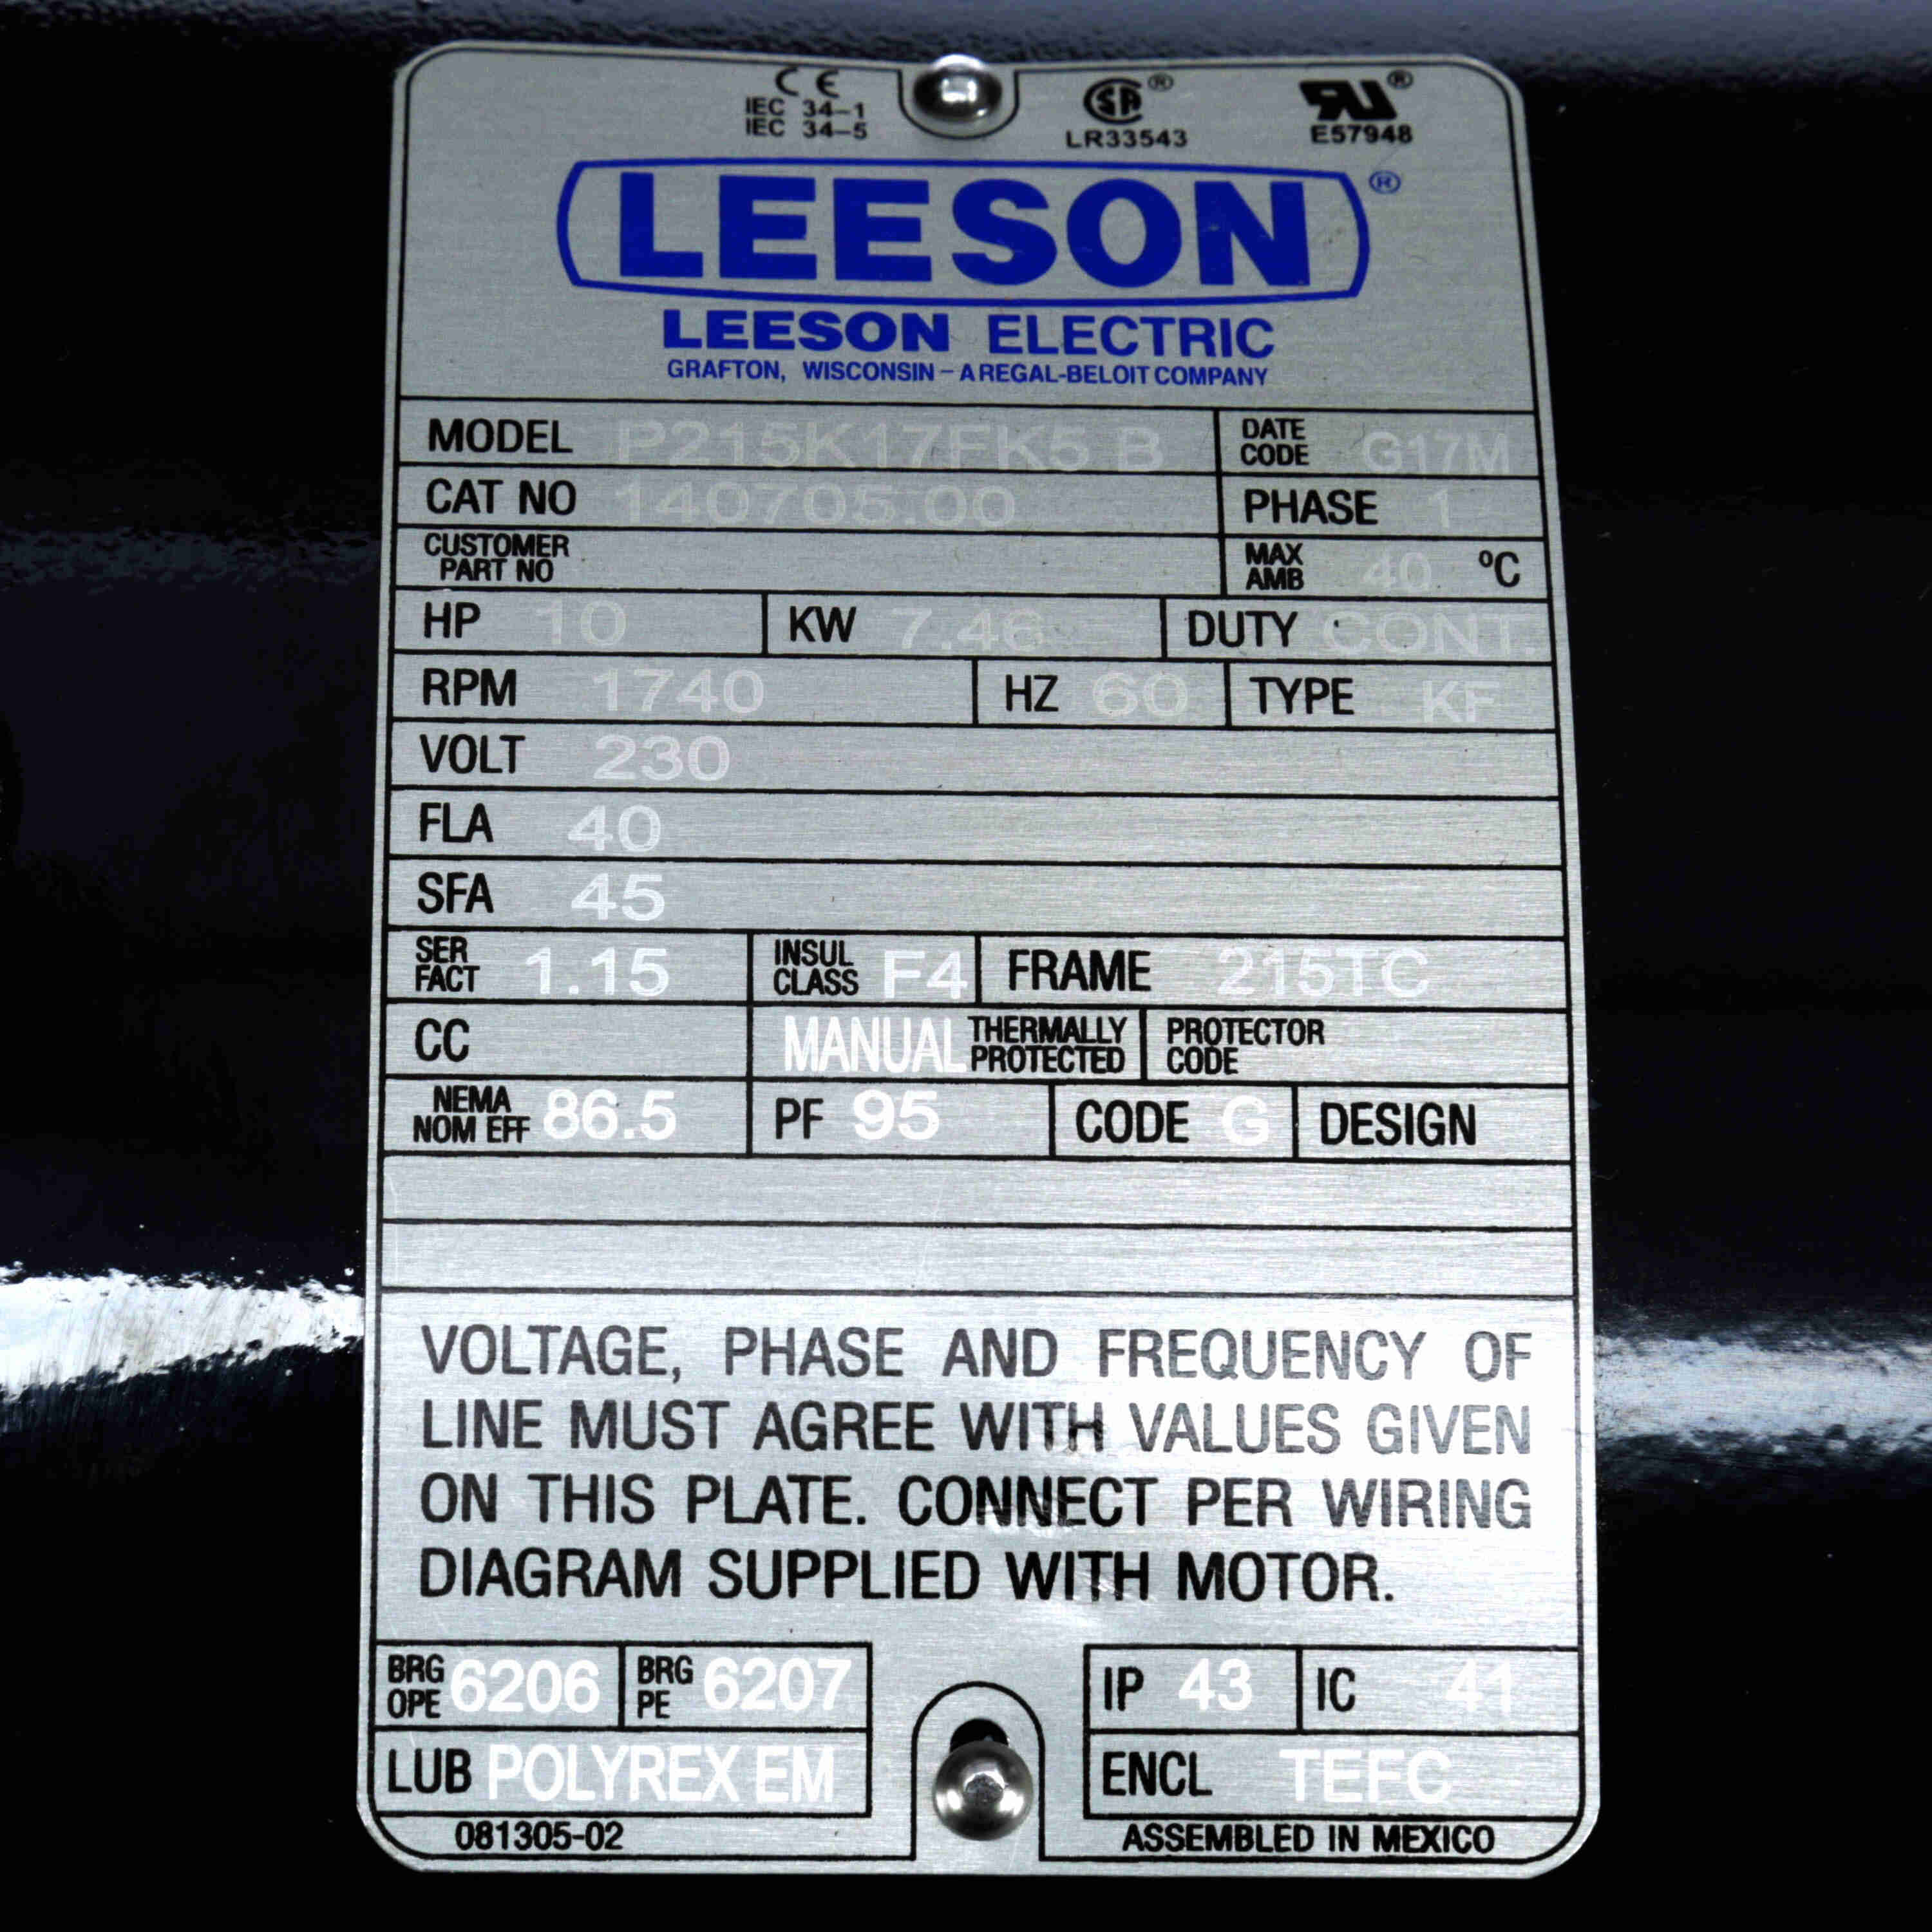 CE
IEC 34-1
IEC 34-5
SA®
LR33543
RU®
E57948
LEESON®
LEESON ELECTRIC
GRAFTON, WISCONSIN - A REGAL-BELOIT COMPANY
MODEL P215K17FK5 B
DATE CODE G17M
CAT NO 140705.00
PHASE 1
CUSTOMER PART NO
MAX AMB 40 ºC
HP 10 KW 7.46 DUTY CONT.
RPM 1740 HZ 60 TYPE KF
VOLT 230
FLA 40
SFA 45
SER FACT 1.15 INSUL CLASS F4 FRAME 215TC
CC MANUAL THERMALLY PROTECTED PROTECTOR CODE
NEMA NOM EFF 86.5 PF 95 CODE G DESIGN
VOLTAGE, PHASE AND FREQUENCY OF
LINE MUST AGREE WITH VALUES GIVEN
ON THIS PLATE. CONNECT PER WIRING
DIAGRAM SUPPLIED WITH MOTOR.
BRG OPE 6206 BRG PE 6207 IP 43 IC 41
LUB POLYREX EM ENCL TEFC
081305-02 ASSEMBLED IN MEXICO